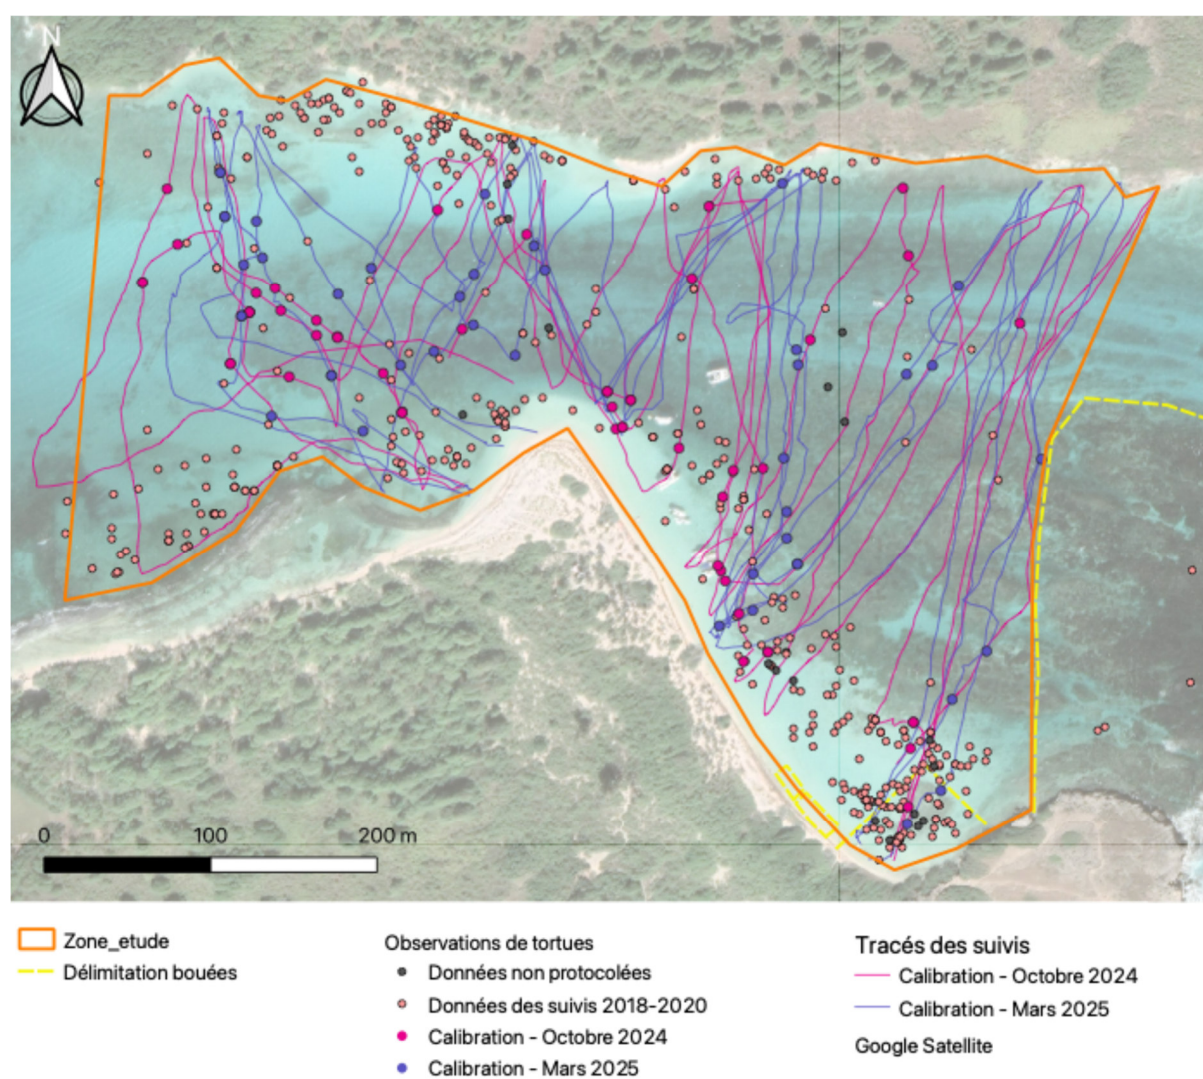 N
0 100 200 m
Zone_etude
Délimitation bouées
Observations de tortues
Données non protocolées
Données des suivis 2018-2020
Calibration - Octobre 2024
Calibration - Mars 2025
Tracés des suivis
Calibration - Octobre 2024
Calibration - Mars 2025
Google Satellite